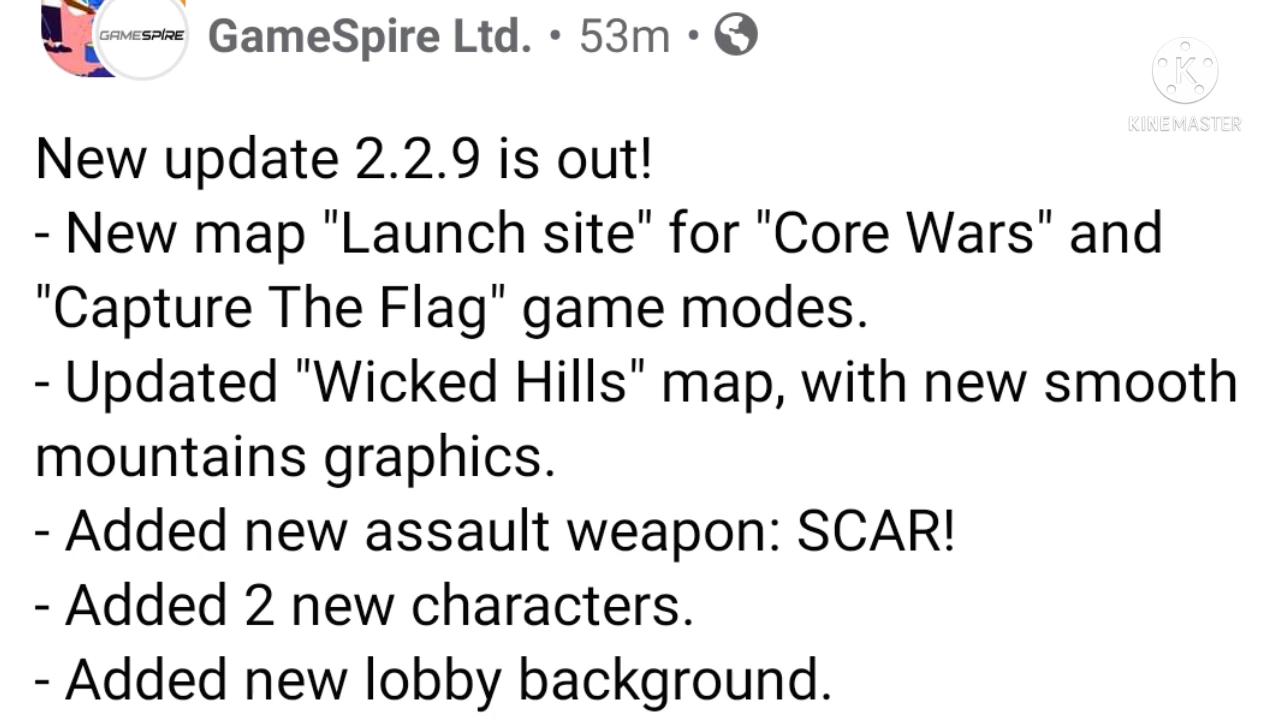 GAMESPIRE
GameSpire Ltd. • 53m •
KINEMASTER
New update 2.2.9 is out!
- New map "Launch site" for "Core Wars" and
"Capture The Flag" game modes.
- Updated "Wicked Hills" map, with new smooth
mountains graphics.
- Added new assault weapon: SCAR!
- Added 2 new characters.
- Added new lobby background.